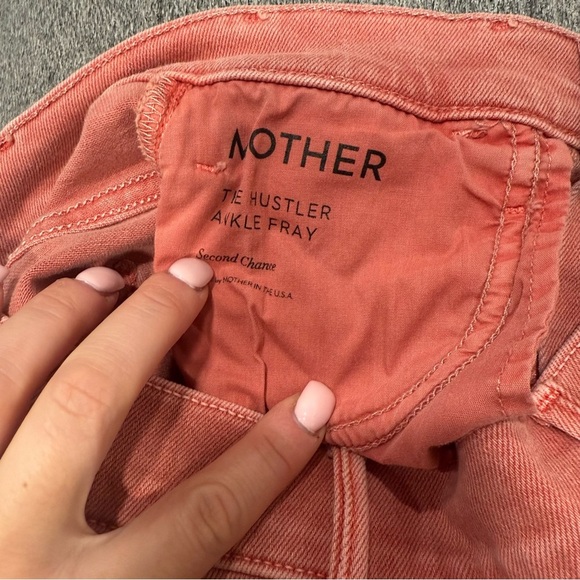 MOTHER
THE HUSTLER
ANKLE FRAY
Second Chance
by MOTHER IN THE U.S.A.